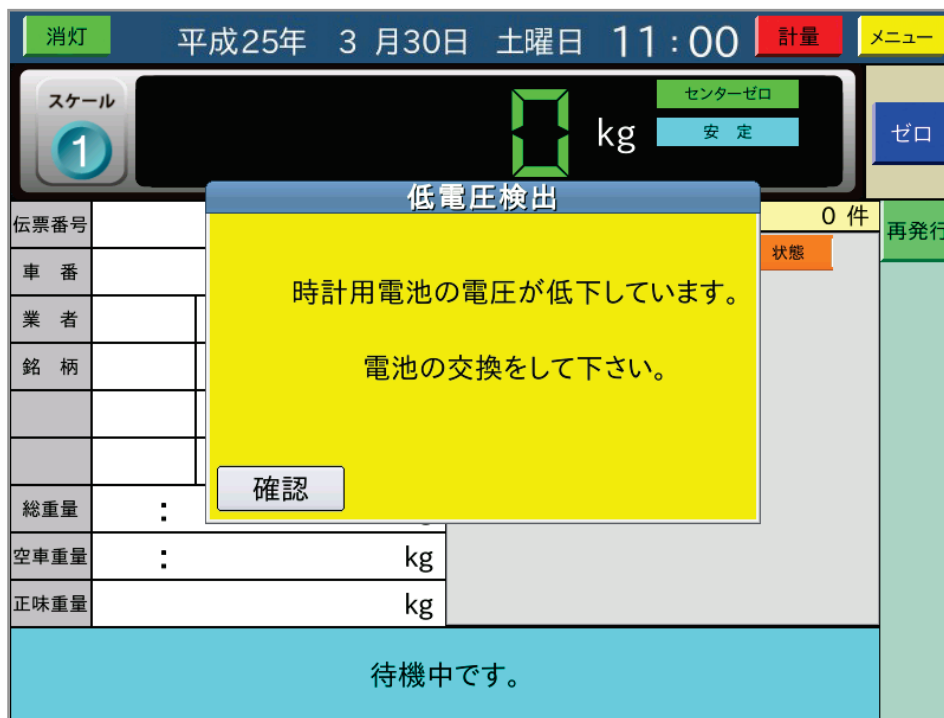 消灯
平成25年 3月30日 土曜日 11:00
計量
メニュー
スケール
1
0 kg
センターゼロ
安 定
ゼロ
低電圧検出
時計用電池の電圧が低下しています。
電池の交換をして下さい。
確認
0 件
状態
再発行
伝票番号
車 番
業 者
銘 柄
総重量 :
空車重量 : kg
正味重量 kg
待機中です。